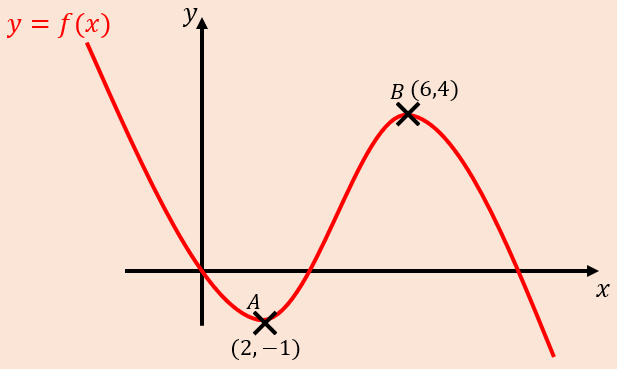 y = f(x)
y
B (6,4)
x
A
(2, −1)